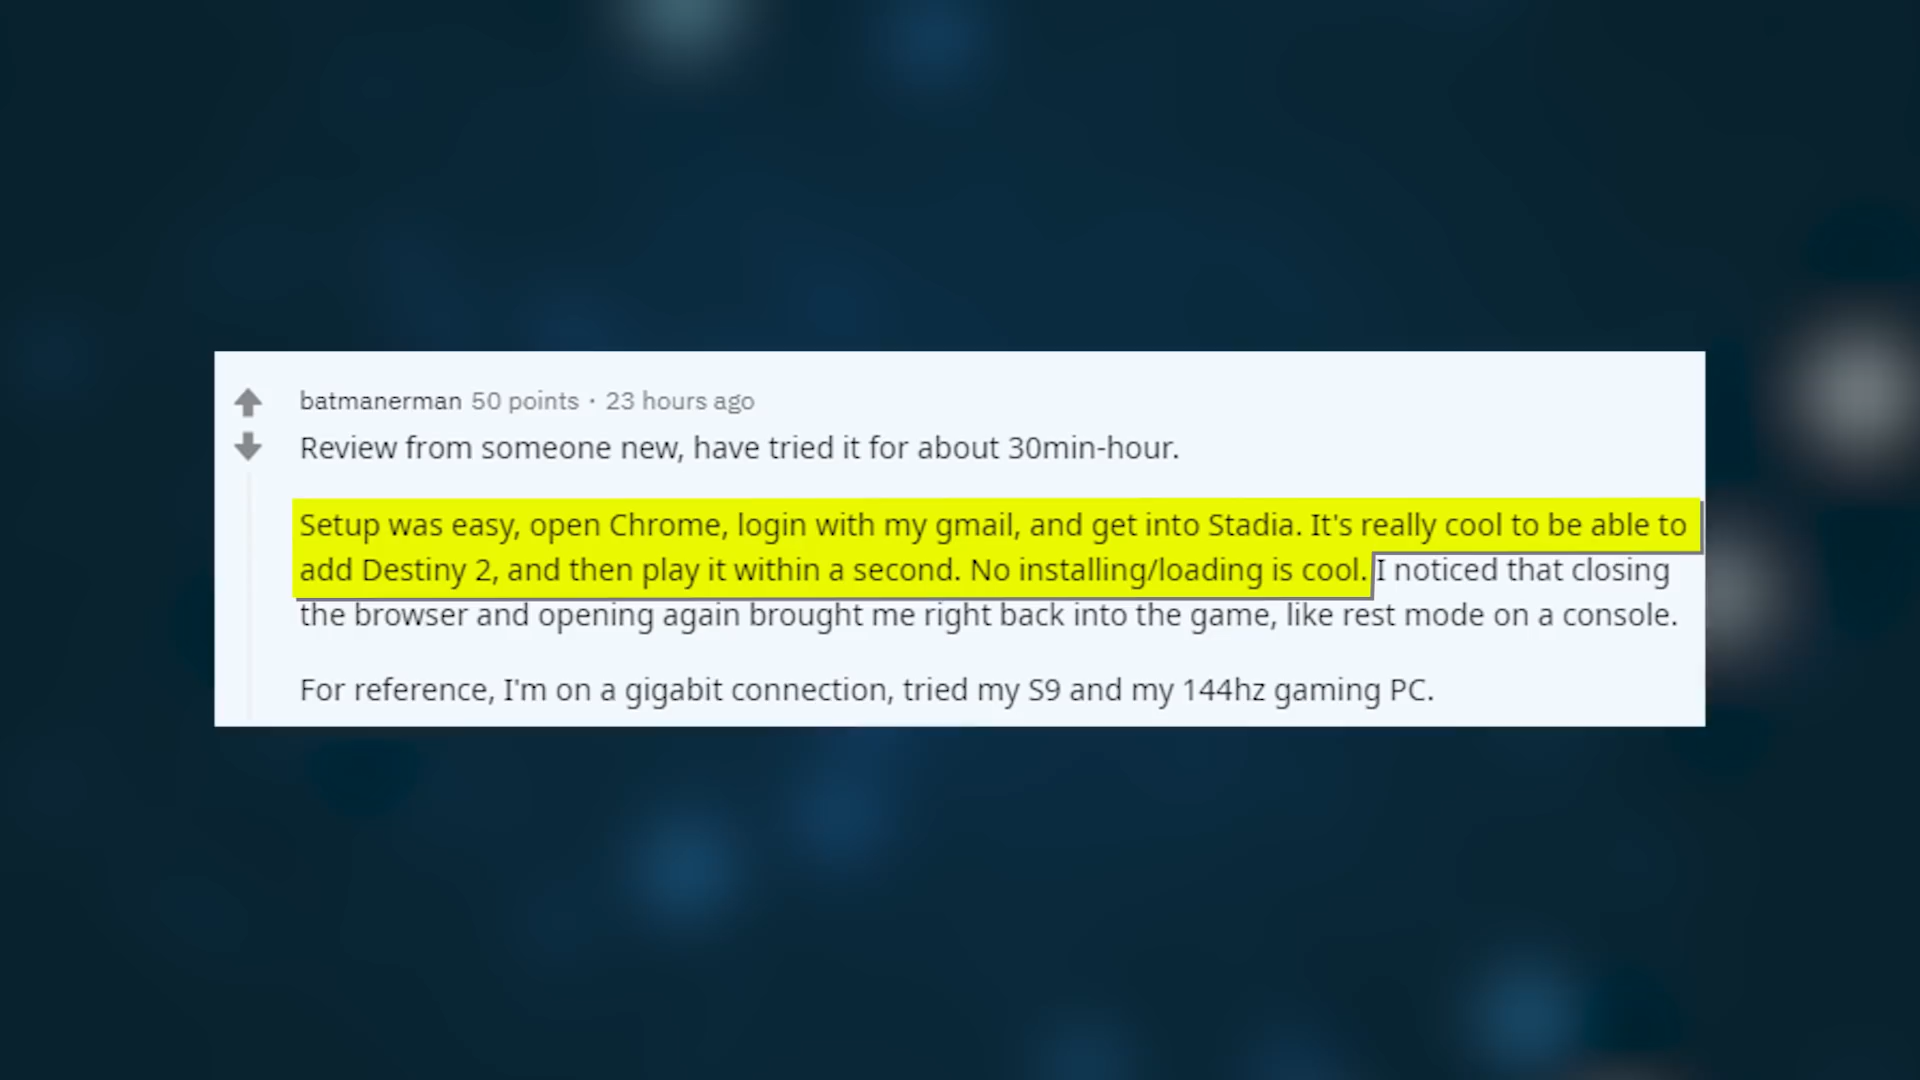 batmanerman 50 points · 23 hours ago
Review from someone new, have tried it for about 30min-hour.
Setup was easy, open Chrome, login with my gmail, and get into Stadia. It's really cool to be able to
add Destiny 2, and then play it within a second. No installing/loading is cool. I noticed that closing
the browser and opening again brought me right back into the game, like rest mode on a console.
For reference, I'm on a gigabit connection, tried my S9 and my 144hz gaming PC.